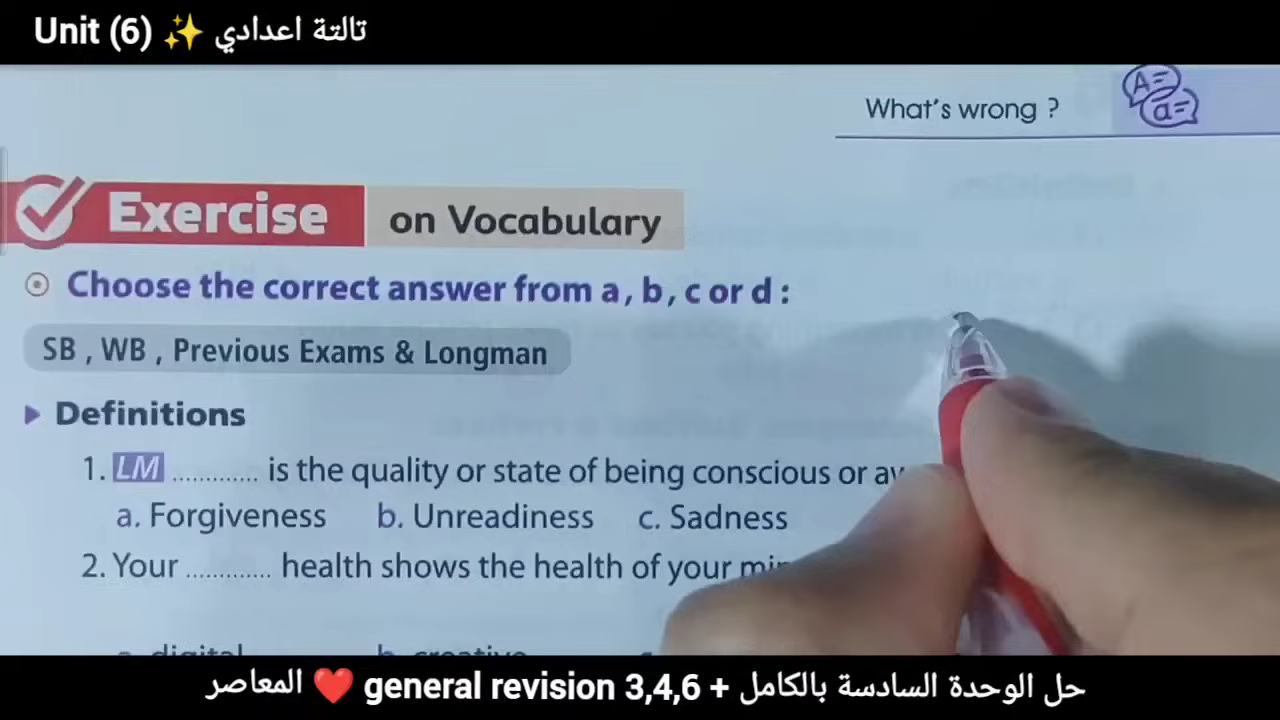 Unit (6) ✨ تالتة اعدادي
What's wrong ?
A= a=
Exercise on Vocabulary
Choose the correct answer from a, b, c or d :
SB , WB , Previous Exams & Longman
Definitions
1. LM ............. is the quality or state of being conscious or
a. Forgiveness b. Unreadiness c. Sadness
2. Your ............. health shows the health of your
a. digital b. creative
حل الوحدة السادسة بالكامل + general revision 3,4,6 ❤️ المعاصر